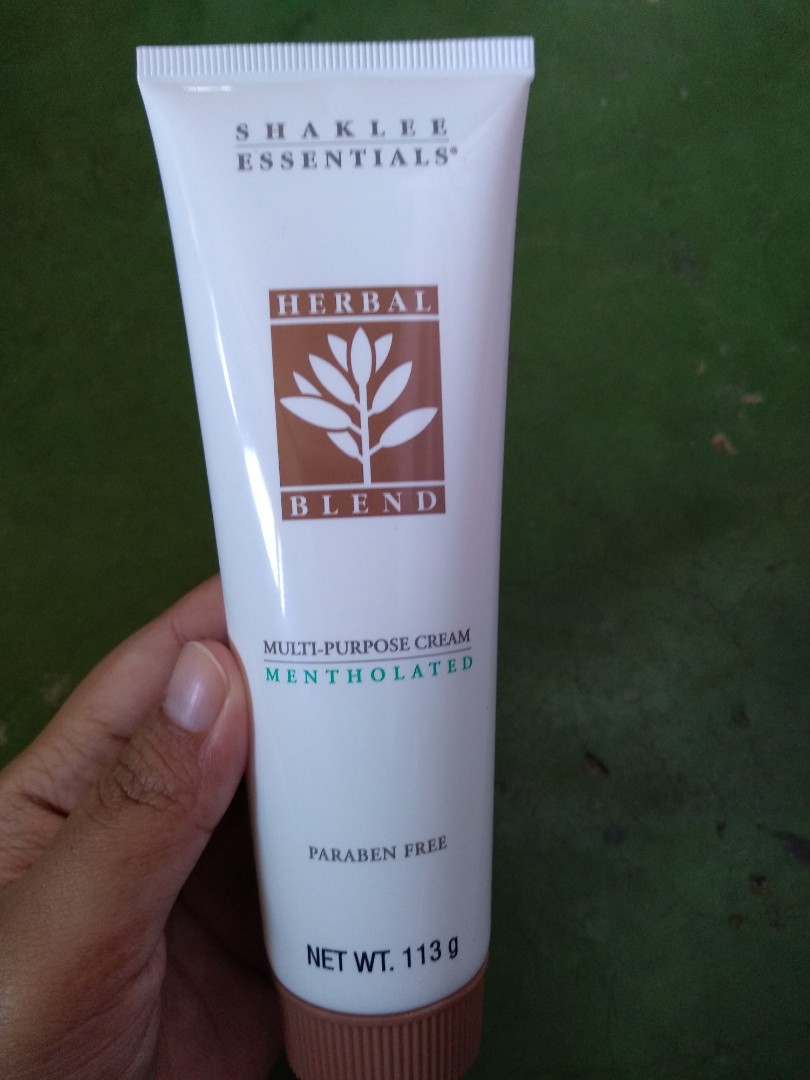 SHAKLEE
ESSENTIALS®
HERBAL
BLEND
MULTI-PURPOSE CREAM
MENTHOLATED
PARABEN FREE
NET WT. 113 g